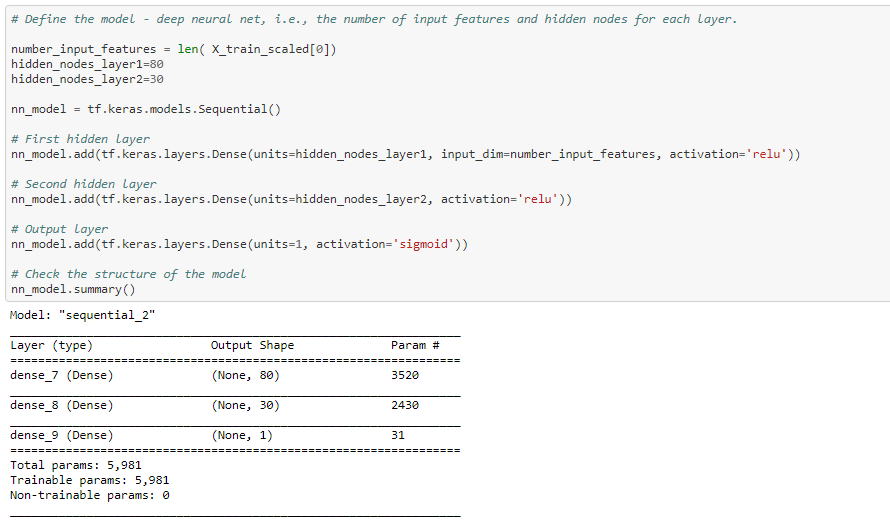 # Define the model - deep neural net, i.e., the number of input features and hidden nodes for each layer.
number_input_features = len( X_train_scaled[0])
hidden_nodes_layer1=80
hidden_nodes_layer2=30
nn_model = tf.keras.models.Sequential()
# First hidden layer
nn_model.add(tf.keras.layers.Dense(units=hidden_nodes_layer1, input_dim=number_input_features, activation='relu'))
# Second hidden layer
nn_model.add(tf.keras.layers.Dense(units=hidden_nodes_layer2, activation='relu'))
# Output layer
nn_model.add(tf.keras.layers.Dense(units=1, activation='sigmoid'))
# Check the structure of the model
nn_model.summary()
Model: "sequential_2"
_________________________________________________________________
Layer (type)                 Output Shape              Param #
=================================================================
dense_7 (Dense)              (None, 80)                3520
_________________________________________________________________
dense_8 (Dense)              (None, 30)                2430
_________________________________________________________________
dense_9 (Dense)              (None, 1)                 31
=================================================================
Total params: 5,981
Trainable params: 5,981
Non-trainable params: 0
_________________________________________________________________